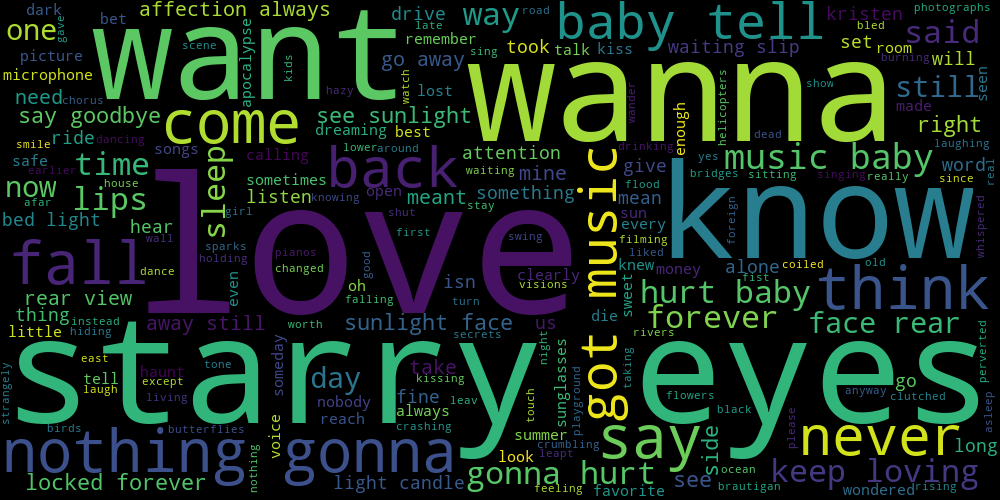 dark
bet
affection always
drive
late
road
way
baby tell
kristen
photographs
one
gave
want
apocalypse
scene
remember
bled
said
picture
kids
go away
sing
took
talk
kiss
waiting slip
set
room
microphone
watch
wanna
burning
will
need
chorus
hazy
lost
wander
helicopters
show
still
seen
say goodbye
come
see sunlight
made
smile
ride
dancing
dreaming
best
enough
dead
right
safe
earlier
time
songs
sleep
calling
lower
around
back
attention
drinking
yes
music baby
laughing
now
house
lips
sometimes
knowing
open
waiting
mine
give
bridges
sitting
singing
really
word
since
real
afar
listen
meant
something
mean
flood
know
bed light
hear
girl
love
shut
stay
got music
sun
every
foreign
whispered
wall
sparks
holding
first
swing
filming
liked
old
fall
dance
pianos
changed
good
isn
clearly
visions
knew
money
alone
coiled
think
rear view
even
oh
falling
turn
sweet
fist
hurt baby
thing
instead
hiding
away still
worth
sunlight face
secrets
us
die
forever
face rear
little
rivers
starry
eyes
east
tone
someday
night
sunglasses
taking
perverted
strangely
tell
laugh
haunt
except
living
day
take
kissing
go
nobody
reach
fine
always
leav
touch
playground
flowers
anyway
clutched
asleep
birds
butterflies
voice
crashing
summer
crumbling
say
black
please
never
nothing
gonna
look
leapt
side
long
locked forever
nothing
light candle
gonna hurt
feeling
favorite
see
ocean
brautigan
keep loving
wondered
rising